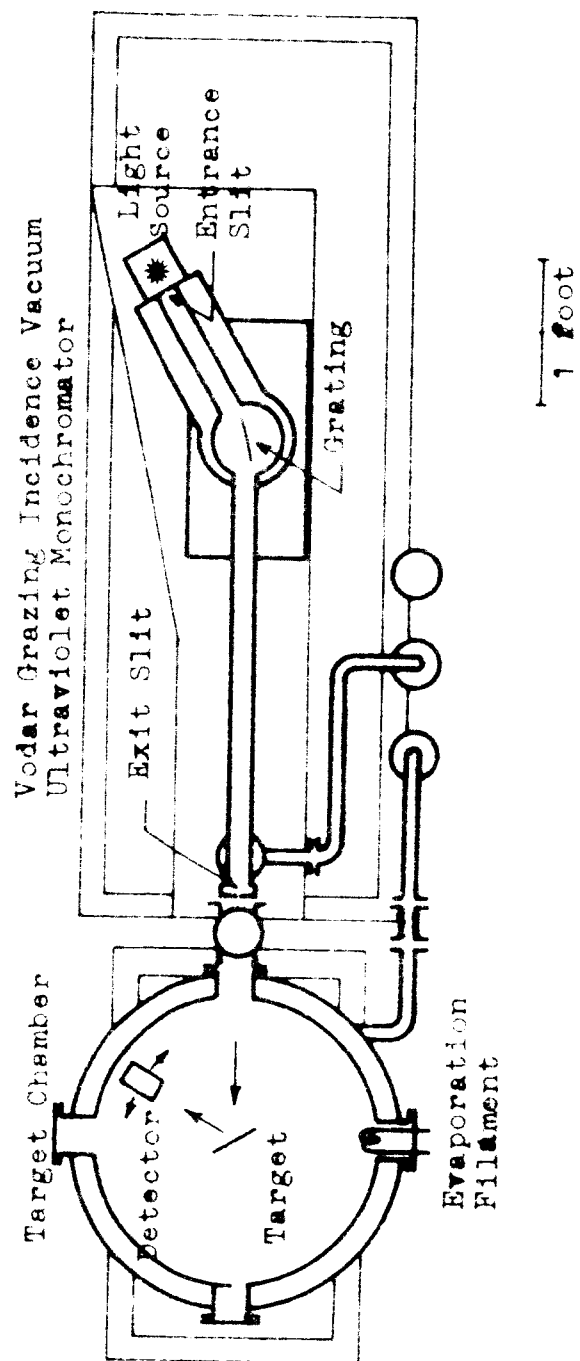 Vodar Grazing Incidence Vacuum
Ultraviolet Monochromator
Light
Source
Entrance
Slit
Exit Slit
Grating
Target Chamber
Detector
Target
Evaporation
Filament
1 foot